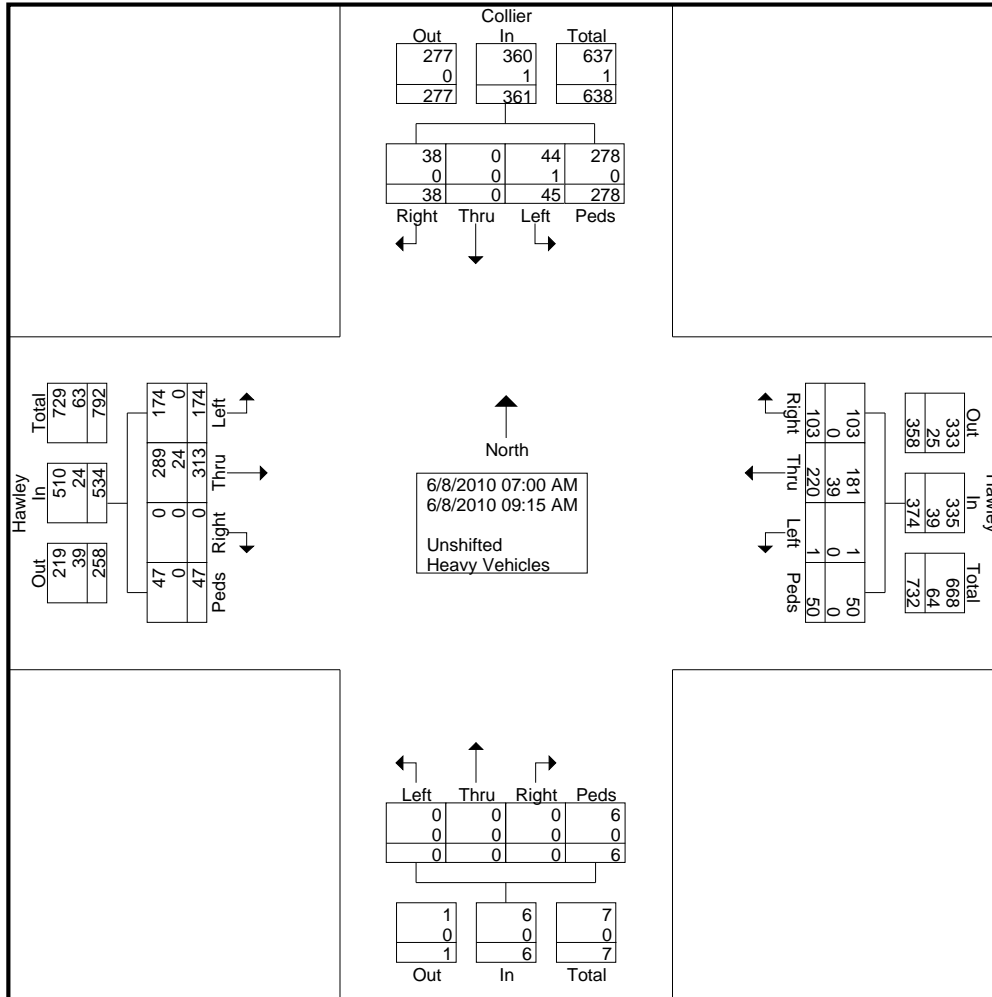 Collier
Out In Total
277 360 637
0 1 1
277 361 638
38 0 44 278
0 0 1 0
38 0 45 278
Right Thru Left Peds
Hawley
Total In Out
729 510 219
63 24 39
792 534 258
174 289 0 47
0 24 0 0
174 313 0 47
Left Thru Right Peds
North
6/8/2010 07:00 AM
6/8/2010 09:15 AM
Unshifted
Heavy Vehicles
Right Thru Left Peds
103 181 1 50
0 39 0 0
103 220 1 50
Out In Total
333 335 668
25 39 64
358 374 732
Hawley
Left Thru Right Peds
0 0 0 6
0 0 0 0
0 0 0 6
1 6 7
0 0 0
1 6 7
Out In Total